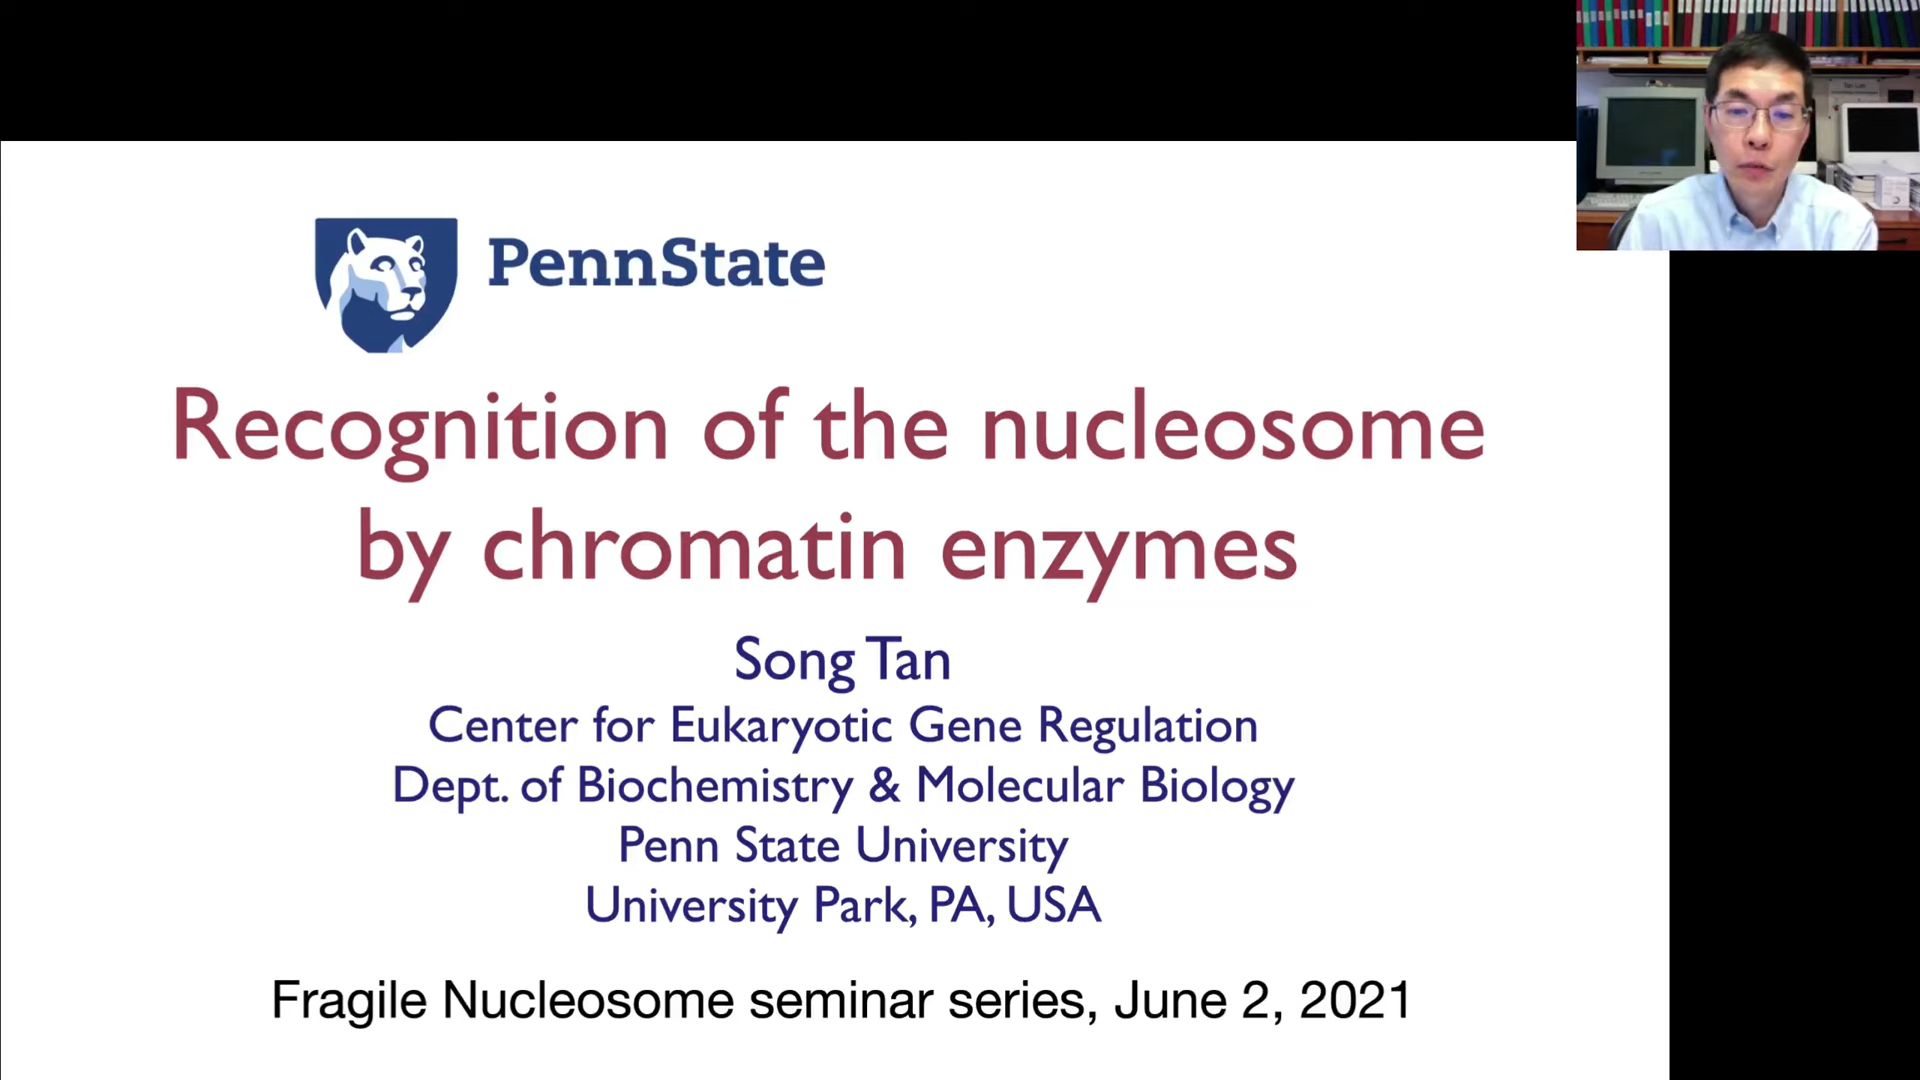 PennState
Recognition of the nucleosome
by chromatin enzymes
Song Tan
Center for Eukaryotic Gene Regulation
Dept. of Biochemistry & Molecular Biology
Penn State University
University Park, PA, USA
Fragile Nucleosome seminar series, June 2, 2021